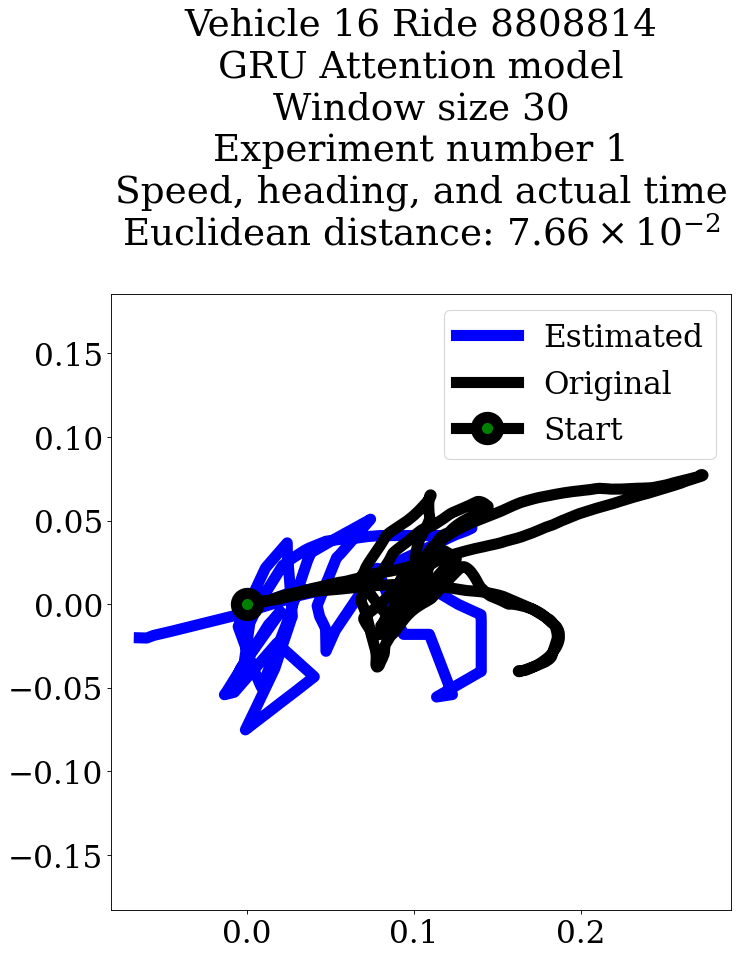 Vehicle 16 Ride 8808814
GRU Attention model
Window size 30
Experiment number 1
Speed, heading, and actual time
Euclidean distance: 7.66 × 10⁻²
Estimated
Original
Start
0.15
0.10
0.05
0.00
−0.05
−0.10
−0.15
0.0
0.1
0.2